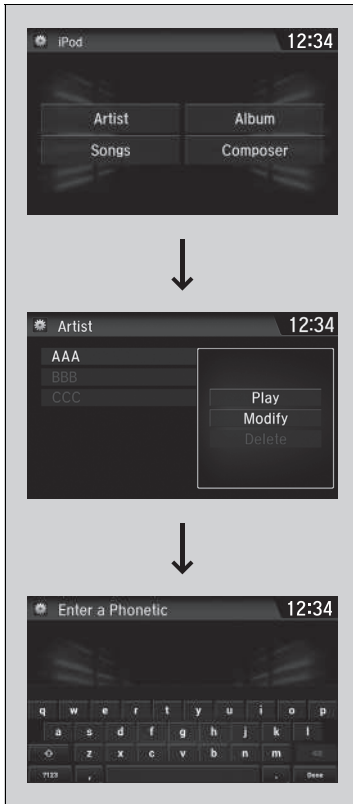 iPod 12:34
Artist Album
Songs Composer
Artist 12:34
AAA
BBB
CCC
Play
Modify
Delete
Enter a Phonetic 12:34
q w e r t y u i o p
a s d f g h j k l
z x c v b n m
?123 , . Done